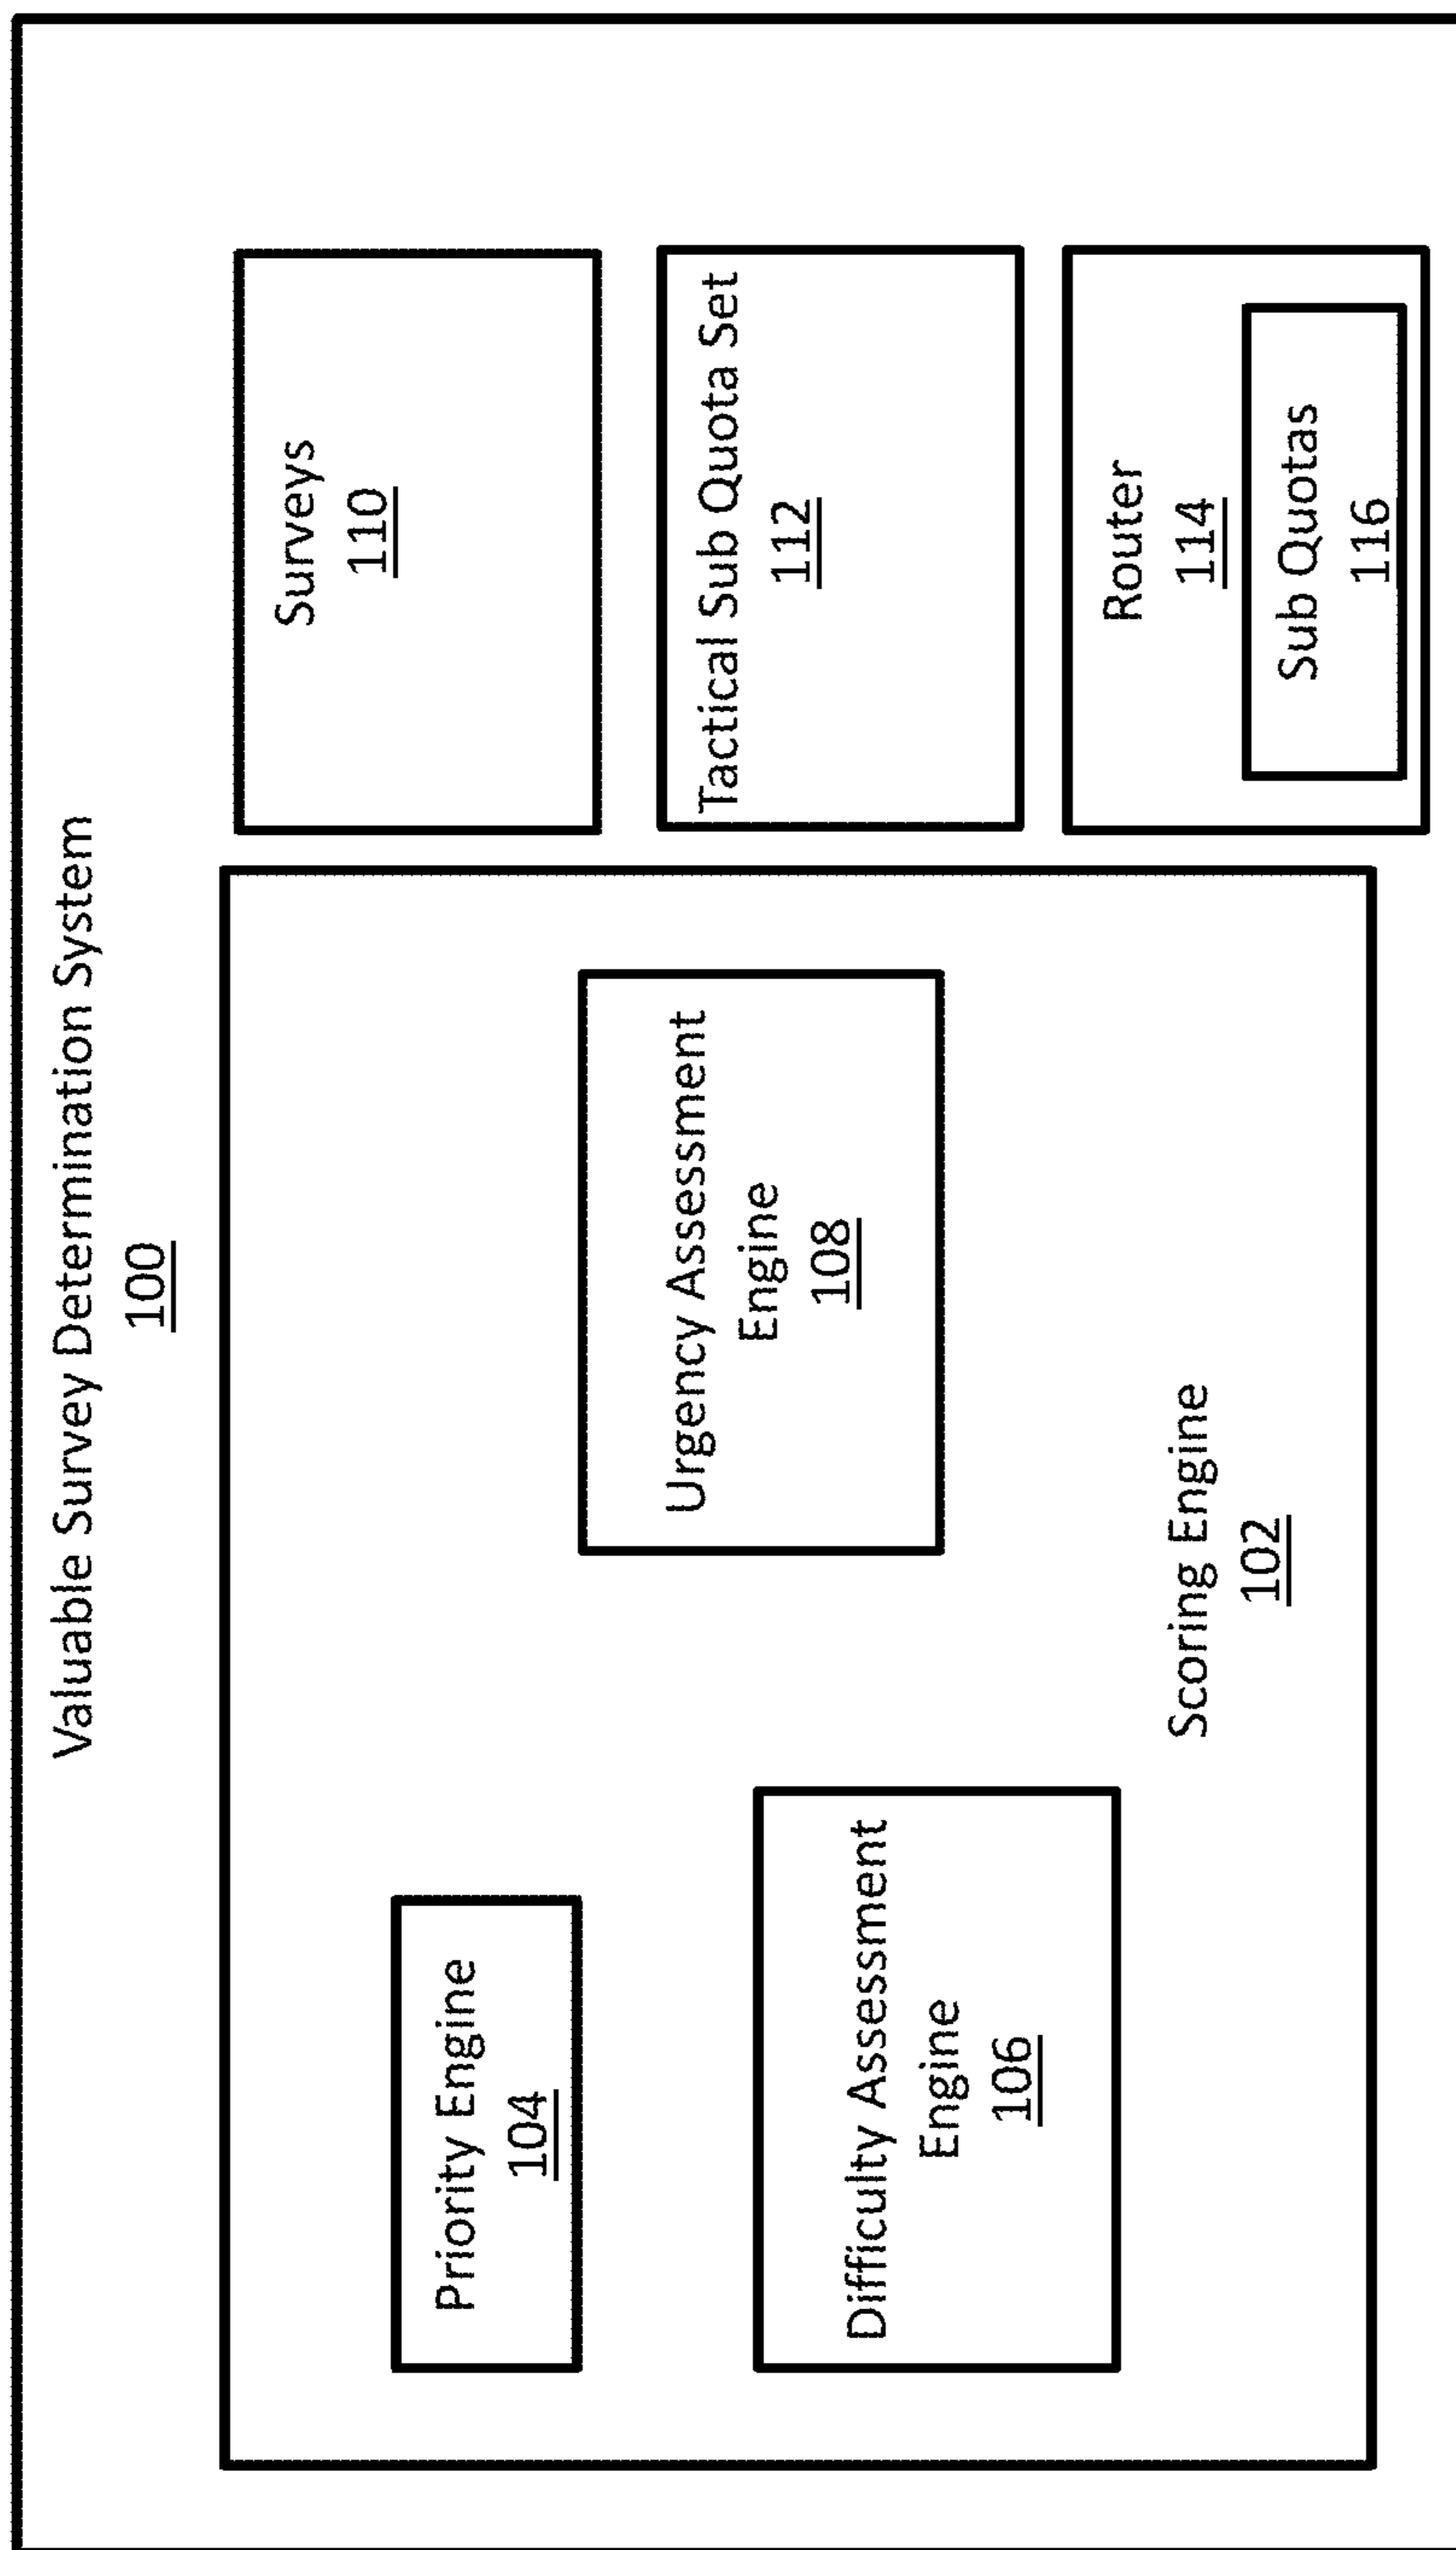 Valuable Survey Determination System
100
Priority Engine
104
Difficulty Assessment
Engine
106
Urgency Assessment
Engine
108
Scoring Engine
102
Surveys
110
Tactical Sub Quota Set
112
Router
114
Sub Quotas
116